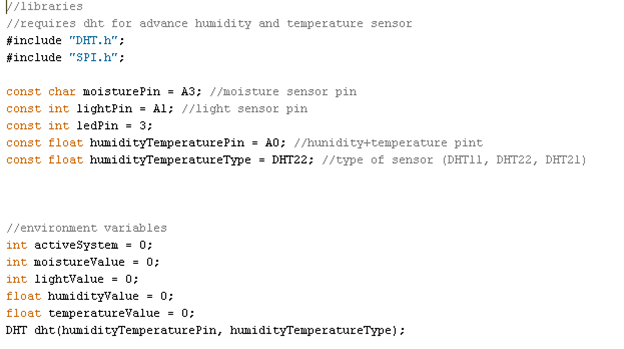 //libraries
//requires dht for advance humidity and temperature sensor
#include "DHT.h";
#include "SPI.h";
const char moisturePin = A3; //moisture sensor pin
const int lightPin = A1; //light sensor pin
const int ledPin = 3;
const float humidityTemperaturePin = A0; //hunidity+temperature pint
const float humidityTemperatureType = DHT22; //type of sensor (DHT11, DHT22, DHT21)
//environment variables
int activeSystem = 0;
int moistureValue = 0;
int lightValue = 0;
float humidityValue = 0;
float temperatureValue = 0;
DHT dht(humidityTemperaturePin, humidityTemperatureType);